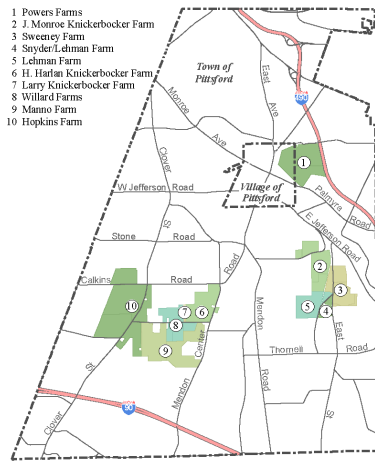 1 Powers Farms
2 J. Monroe Knickerbocker Farm
3 Sweeney Farm
4 Snyder/Lehman Farm
5 Lehman Farm
6 H. Harlan Knickerbocker Farm
7 Larry Knickerbocker Farm
8 Willard Farms
9 Manno Farm
10 Hopkins Farm
Town of
Pittsford
East
Ave
490
Monroe
Ave
Clover
St
1
W Jefferson Road
Village of
Pittsford
Palmyra
Road
E Jefferson Road
Stone Road
Road
2
Calkins Road
3
10
7
6
5
4
8
Mendon
East
9
Center
Thornell Road
Road
St
Mendon
90
Clover
St